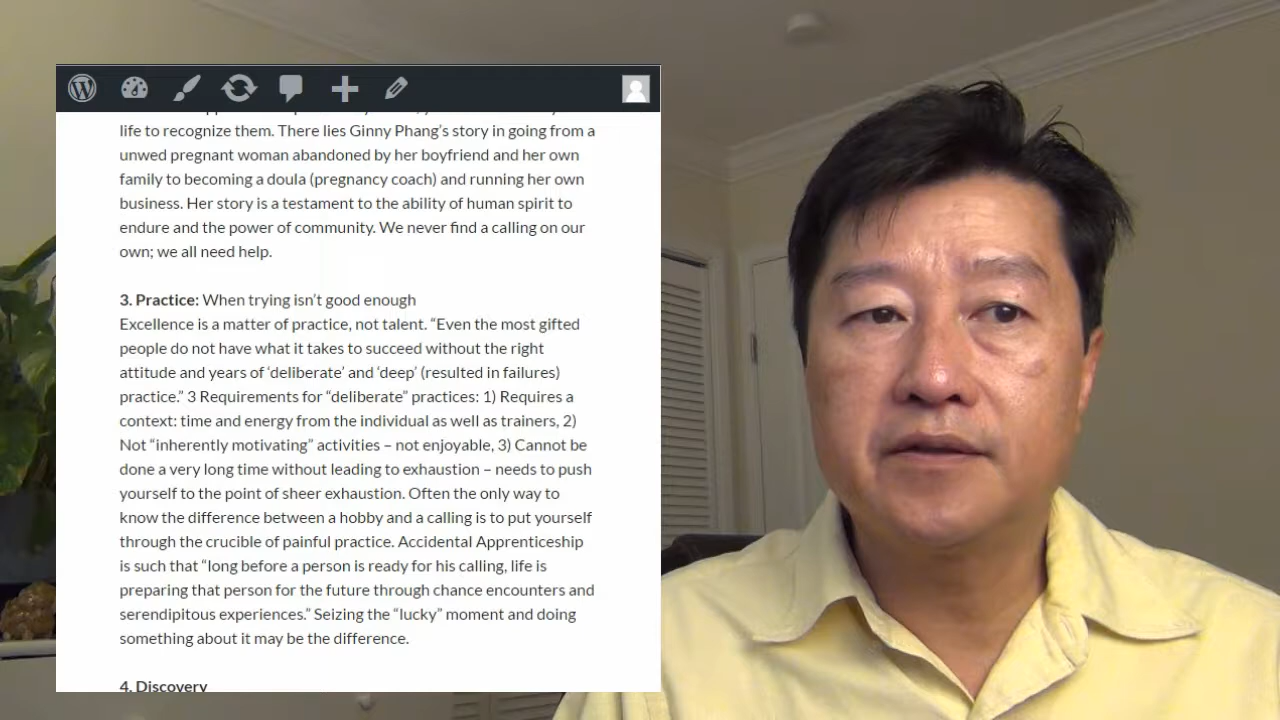 life to recognize them. There lies Ginny Phang's story in going from a
unwed pregnant woman abandoned by her boyfriend and her own
family to becoming a doula (pregnancy coach) and running her own
business. Her story is a testament to the ability of human spirit to
endure and the power of community. We never find a calling on our
own; we all need help.
3. Practice: When trying isn't good enough
Excellence is a matter of practice, not talent. “Even the most gifted
people do not have what it takes to succeed without the right
attitude and years of ‘deliberate’ and ‘deep’ (resulted in failures)
practice.” 3 Requirements for “deliberate” practices: 1) Requires a
context: time and energy from the individual as well as trainers, 2)
Not “inherently motivating” activities – not enjoyable, 3) Cannot be
done a very long time without leading to exhaustion – needs to push
yourself to the point of sheer exhaustion. Often the only way to
know the difference between a hobby and a calling is to put yourself
through the crucible of painful practice. Accidental Apprenticeship
is such that “long before a person is ready for his calling, life is
preparing that person for the future through chance encounters and
serendipitous experiences.” Seizing the “lucky” moment and doing
something about it may be the difference.
4. Discovery